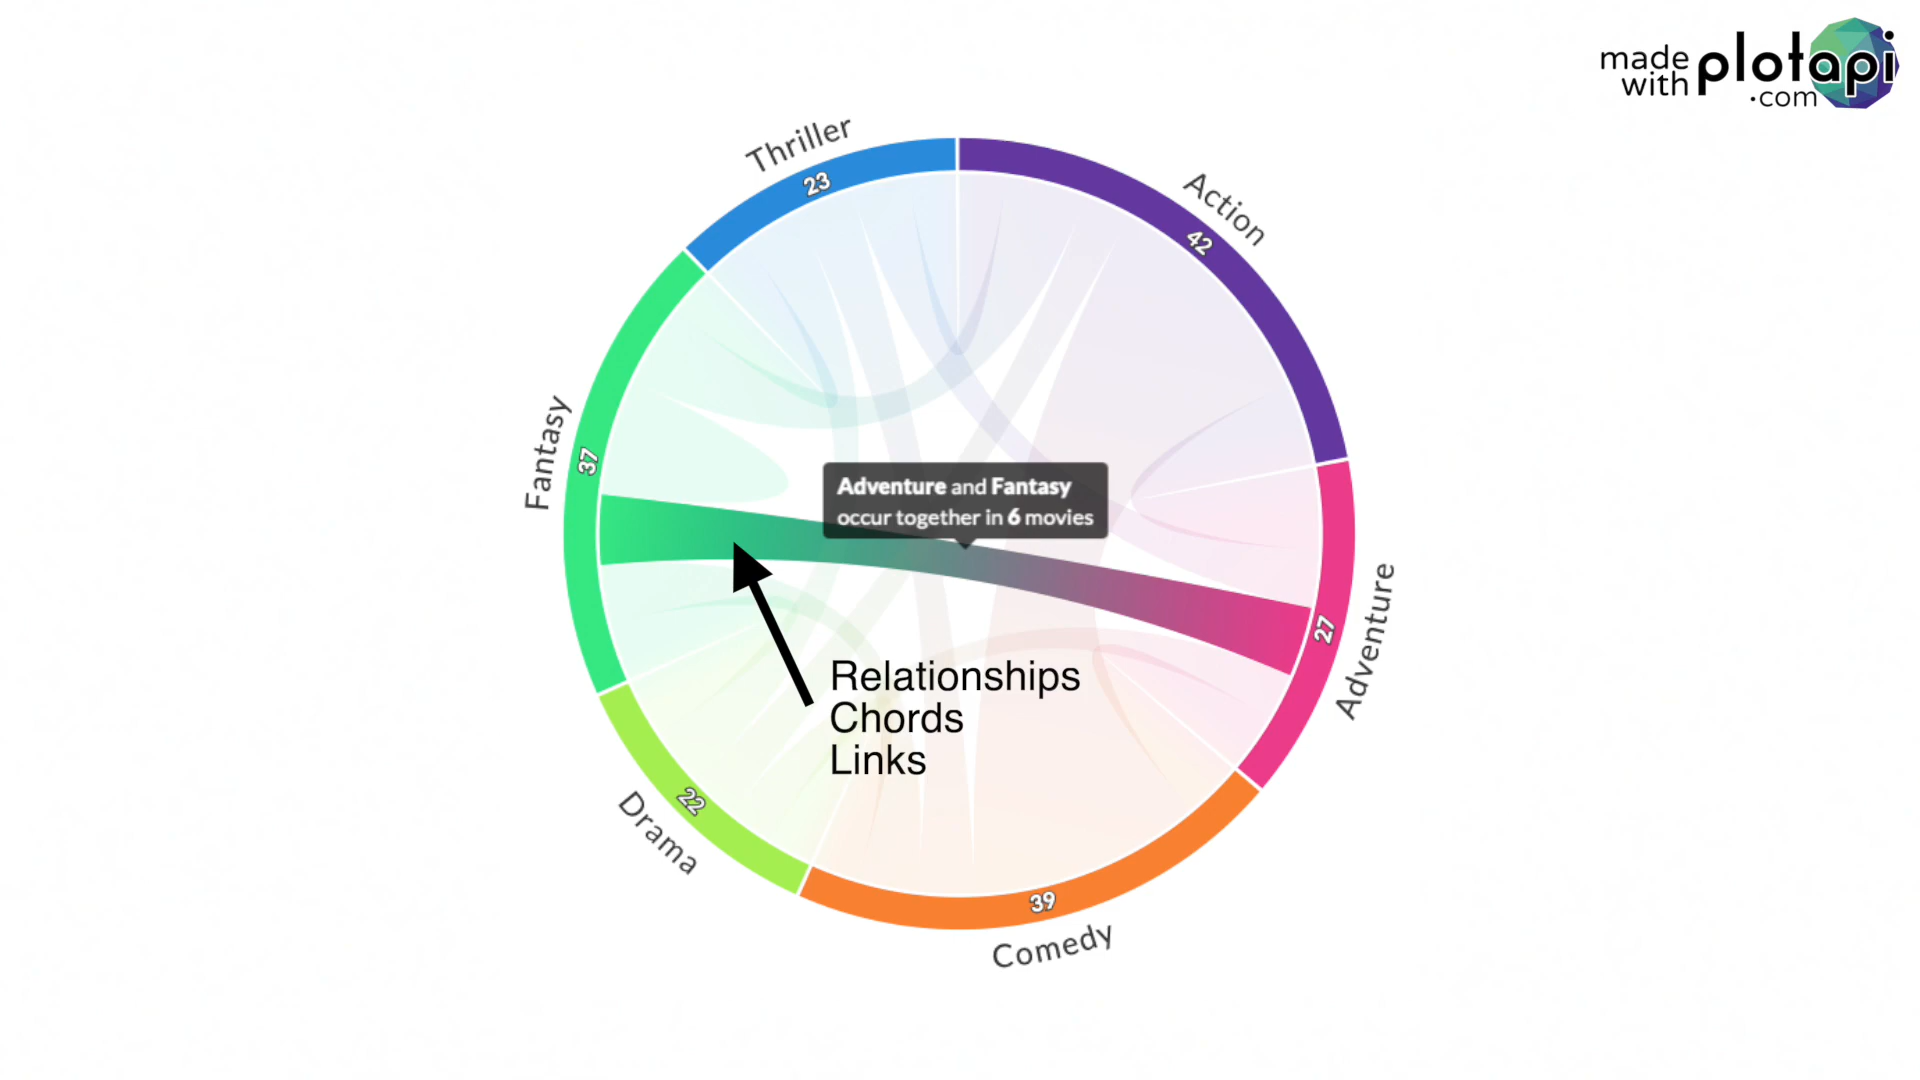 made
with plotapi
.com
Thriller
23
Action
42
Fantasy
37
Adventure and Fantasy
occur together in 6 movies
Adventure
27
Relationships
Chords
Links
Drama
22
39
Comedy